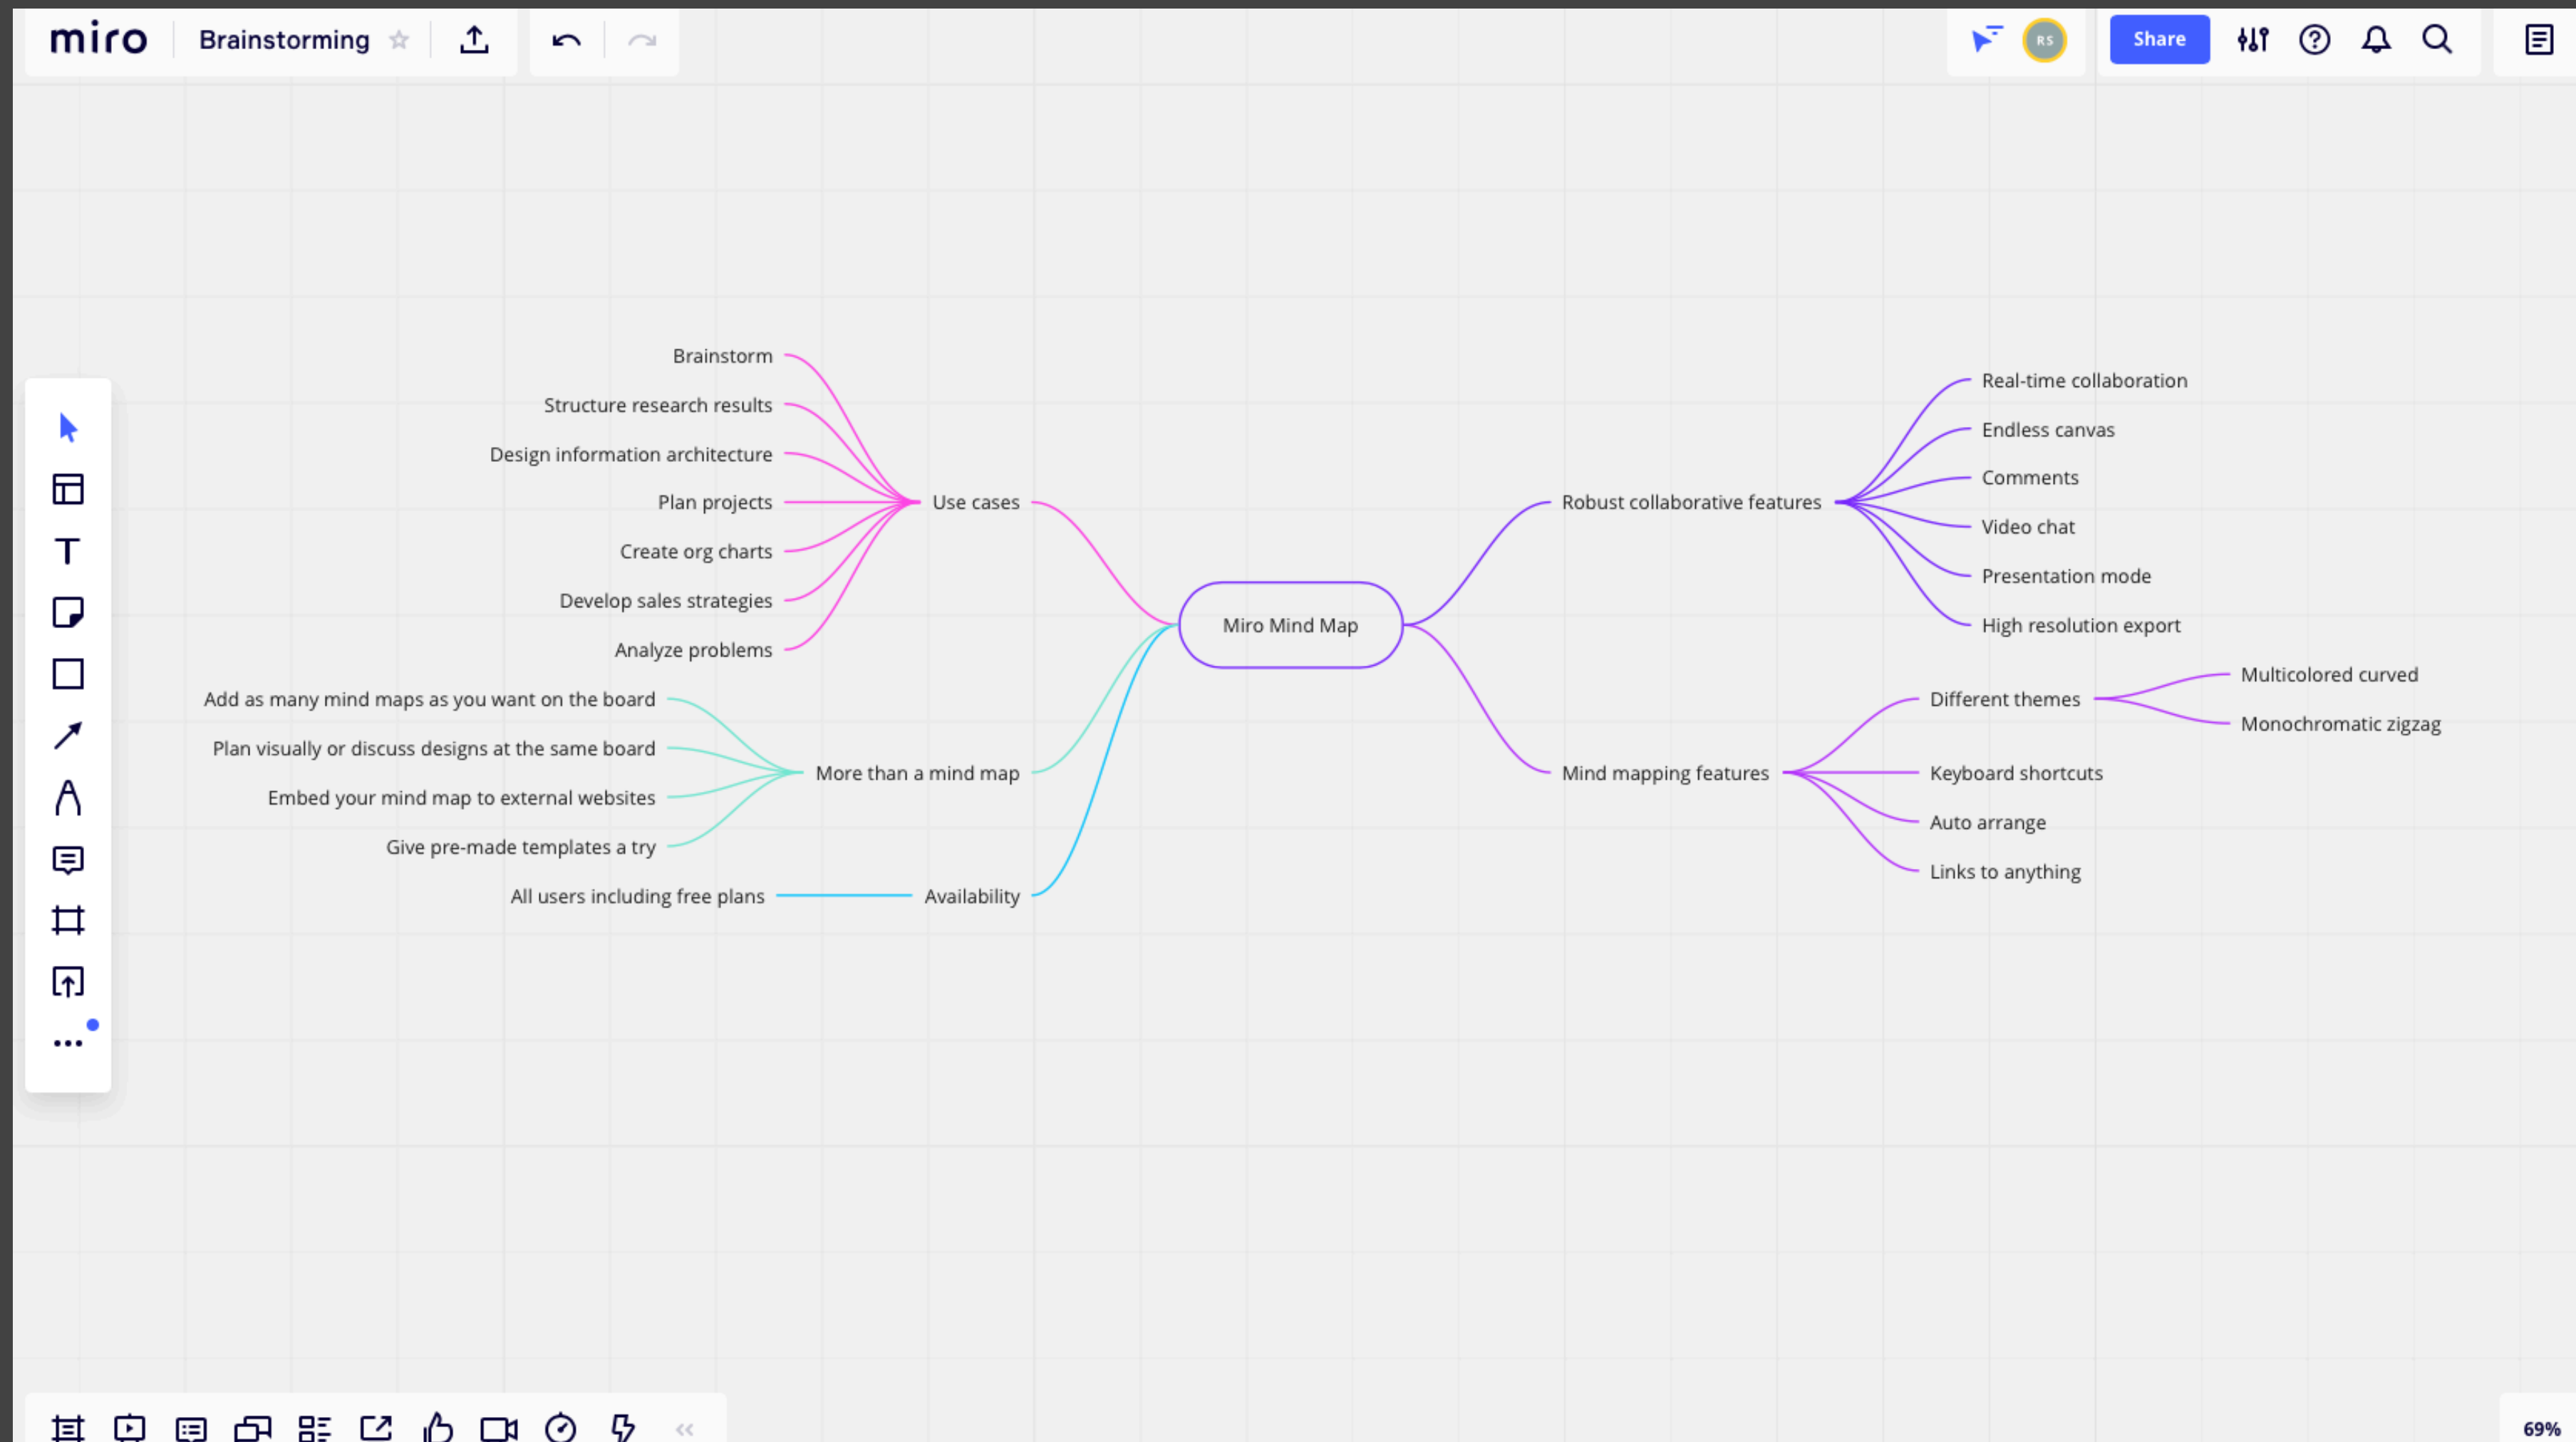 miro
Brainstorming
RS
Share
Brainstorm
Structure research results
Design information architecture
Plan projects
Create org charts
Develop sales strategies
Analyze problems
Use cases
Add as many mind maps as you want on the board
Plan visually or discuss designs at the same board
Embed your mind map to external websites
Give pre-made templates a try
More than a mind map
All users including free plans
Availability
Miro Mind Map
Robust collaborative features
Real-time collaboration
Endless canvas
Comments
Video chat
Presentation mode
High resolution export
Mind mapping features
Different themes
Multicolored curved
Monochromatic zigzag
Keyboard shortcuts
Auto arrange
Links to anything
69%